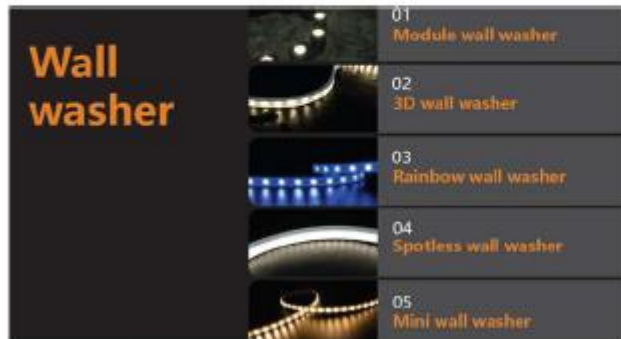 Wall
washer
01
Module wall washer
02
3D wall washer
03
Rainbow wall washer
04
Spotless wall washer
05
Mini wall washer